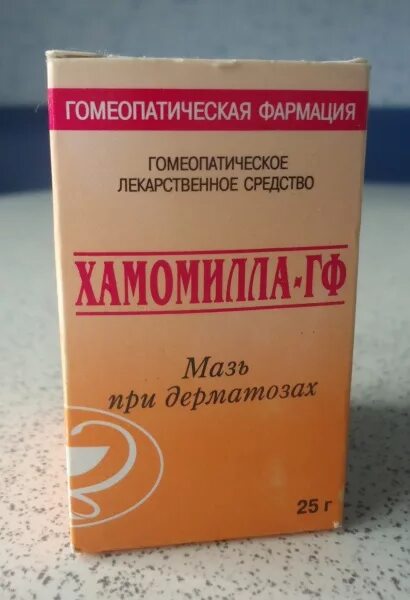 ГОМЕОПАТИЧЕСКАЯ ФАРМАЦИЯ
ГОМЕОПАТИЧЕСКОЕ
ЛЕКАРСТВЕННОЕ СРЕДСТВО
ХАМОМИЛЛА-ГФ
Мазь
при дерматозах
25 г